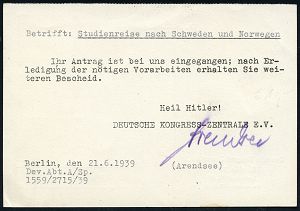 Betrifft: Studienreise nach Schweden und Norwegen
Ihr Antrag ist bei uns eingegangen; nach Er-
ledigung der nötigen Vorarbeiten erhalten Sie wei-
teren Bescheid.
Heil Hitler!
DEUTSCHE KONGRESS-ZENTRALE E.V.
Berlin, den 21.6.1939
(Arendsee)
Dev.Abt.A/Sp.
1559/2715/39